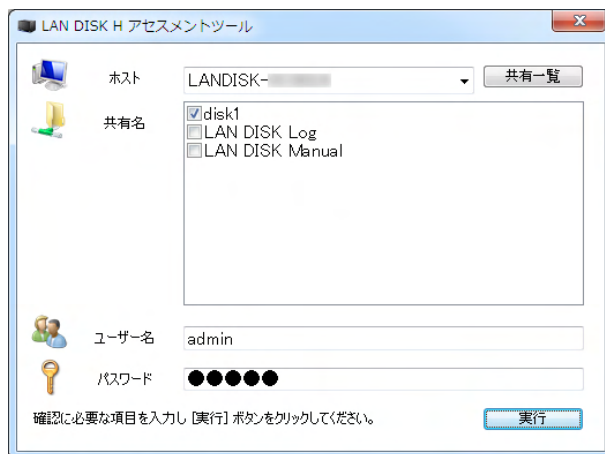 LAN DISK H アセスメントツール
ホスト LANDISK- 共有一覧
共有名 disk1
LAN DISK Log
LAN DISK Manual
ユーザー名 admin
パスワード ●●●●●
確認に必要な項目を入力し [実行] ボタンをクリックしてください。 実行